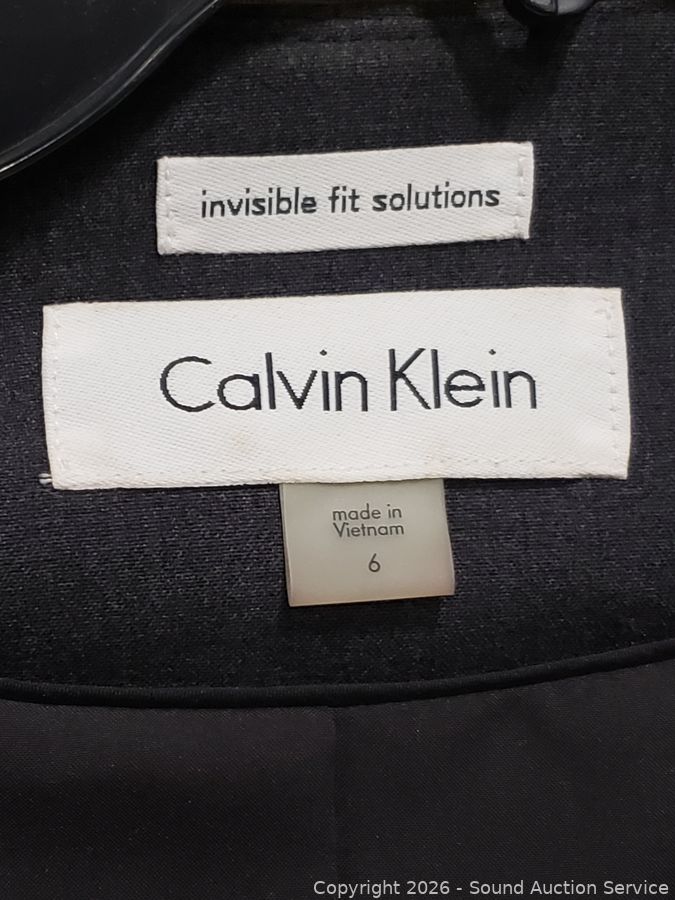 invisible fit solutions
Calvin Klein
made in
Vietnam
6
Copyright 2026 - Sound Auction Service